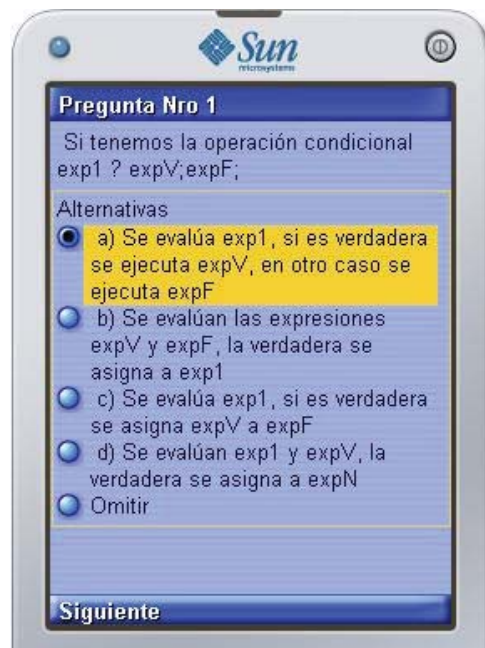 Sun
microsystems
Pregunta Nro 1
Si tenemos la operación condicional
exp1 ? expV;expF;
Alternativas
a) Se evalúa exp1, si es verdadera
se ejecuta expV, en otro caso se
ejecuta expF
b) Se evalúan las expresiones
expV y expF, la verdadera se
asigna a exp1
c) Se evalúa exp1, si es verdadera
se asigna expV a expF
d) Se evalúan exp1 y expV, la
verdadera se asigna a expN
Omitir
Siguiente